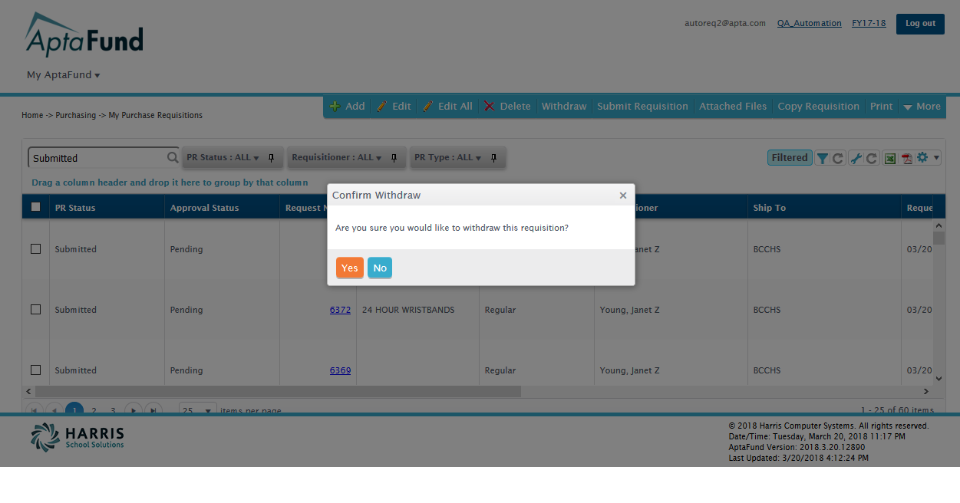 AptaFund
autoreq2@apta.com QA_Automation FY17-18 Log out
My AptaFund
Home -> Purchasing -> My Purchase Requisitions
Add Edit Edit All Delete Withdraw Submit Requisition Attached Files Copy Requisition Print More
Submitted PR Status : ALL Requisitioner : ALL PR Type : ALL Filtered
Drag a column header and drop it here to group by that column
PR Status Approval Status Request ioner Ship To Reque
Confirm Withdraw
Are you sure you would like to withdraw this requisition?
Yes No
Submitted Pending anet Z BCCHS 03/20
Submitted Pending 6372 24 HOUR WRISTBANDS Regular Young, Janet Z BCCHS 03/20
Submitted Pending 6369 Regular Young, Janet Z BCCHS 03/20
1 2 3 25 items per page 1 - 25 of 60 items
HARRIS
School Solutions
© 2018 Harris Computer Systems. All rights reserved.
Date/Time: Tuesday, March 20, 2018 11:17 PM
AptaFund Version: 2018.3.20.12890
Last Updated: 3/20/2018 4:12:24 PM